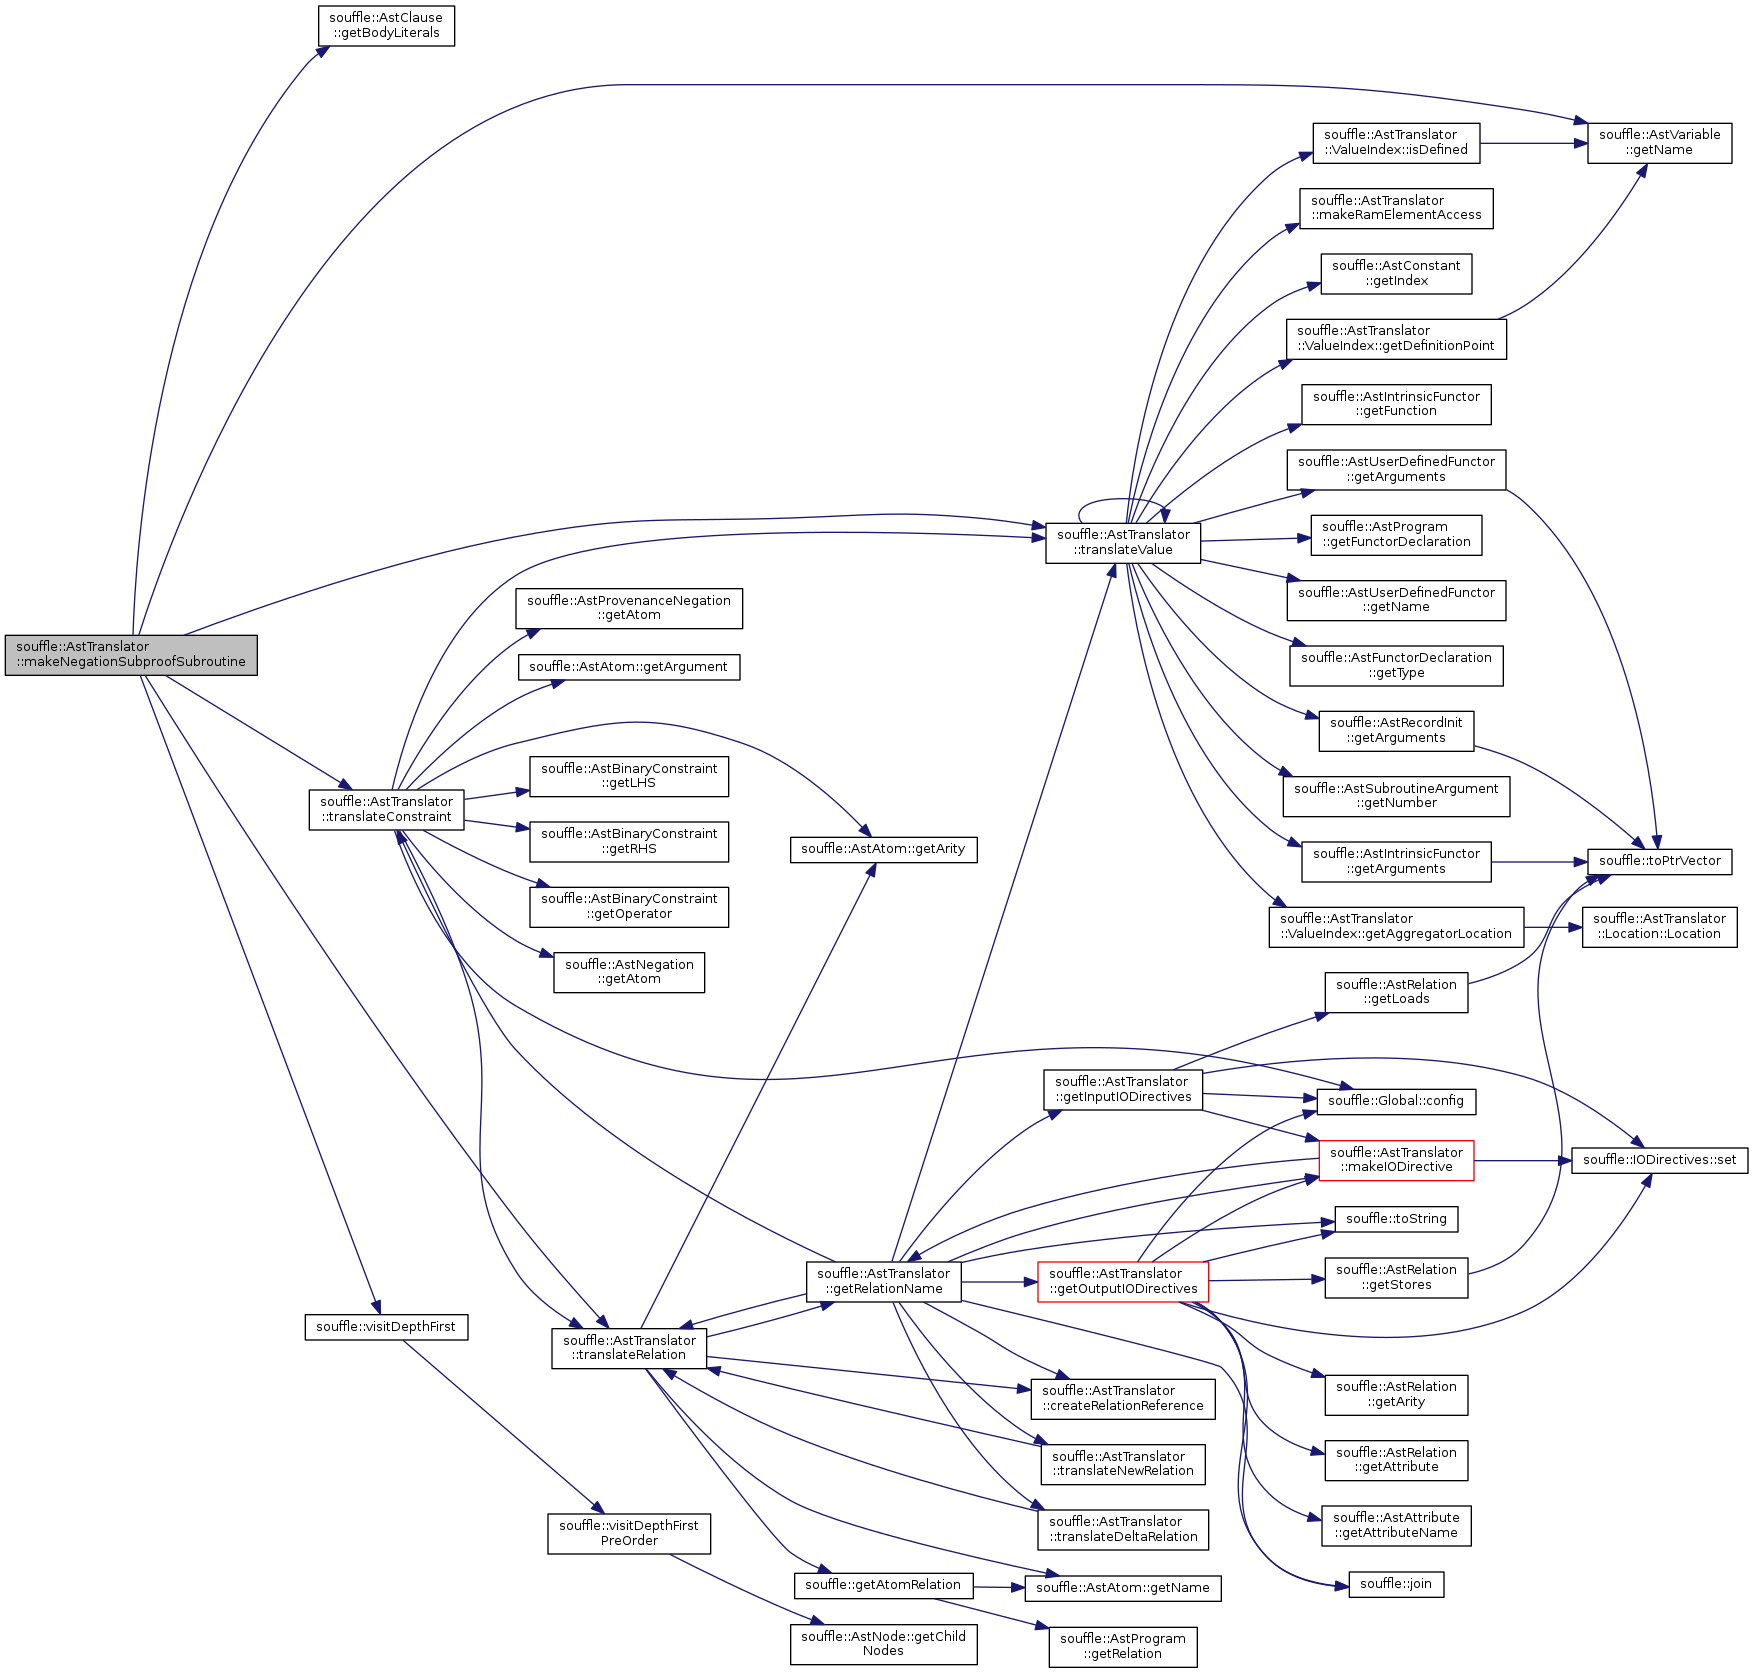 souffle::AstClause
::getBodyLiterals
souffle::AstTranslator
::ValueIndex::isDefined
souffle::AstVariable
::getName
souffle::AstTranslator
::makeRamElementAccess
souffle::AstConstant
::getIndex
souffle::AstTranslator
::ValueIndex::getDefinitionPoint
souffle::AstIntrinsicFunctor
::getFunction
souffle::AstUserDefinedFunctor
::getArguments
souffle::AstTranslator
::translateValue
souffle::AstProgram
::getFunctorDeclaration
souffle::AstUserDefinedFunctor
::getName
souffle::AstProvenanceNegation
::getAtom
souffle::AstTranslator
::makeNegationSubproofSubroutine
souffle::AstAtom::getArgument
souffle::AstFunctorDeclaration
::getType
souffle::AstRecordInit
::getArguments
souffle::AstBinaryConstraint
::getLHS
souffle::AstSubroutineArgument
::getNumber
souffle::AstTranslator
::translateConstraint
souffle::AstBinaryConstraint
::getRHS
souffle::AstAtom::getArity
souffle::AstIntrinsicFunctor
::getArguments
souffle::toPtrVector
souffle::AstBinaryConstraint
::getOperator
souffle::AstTranslator
::ValueIndex::getAggregatorLocation
souffle::AstTranslator
::Location::Location
souffle::AstNegation
::getAtom
souffle::AstRelation
::getLoads
souffle::AstTranslator
::getInputIODirectives
souffle::Global::config
souffle::AstTranslator
::makeIODirective
souffle::IODirectives::set
souffle::toString
souffle::AstTranslator
::getRelationName
souffle::AstTranslator
::getOutputIODirectives
souffle::AstRelation
::getStores
souffle::visitDepthFirst
souffle::AstTranslator
::translateRelation
souffle::AstTranslator
::createRelationReference
souffle::AstRelation
::getArity
souffle::AstTranslator
::translateNewRelation
souffle::AstRelation
::getAttribute
souffle::visitDepthFirst
PreOrder
souffle::AstTranslator
::translateDeltaRelation
souffle::AstAttribute
::getAttributeName
souffle::getAtomRelation
souffle::AstAtom::getName
souffle::join
souffle::AstNode::getChild
Nodes
souffle::AstProgram
::getRelation